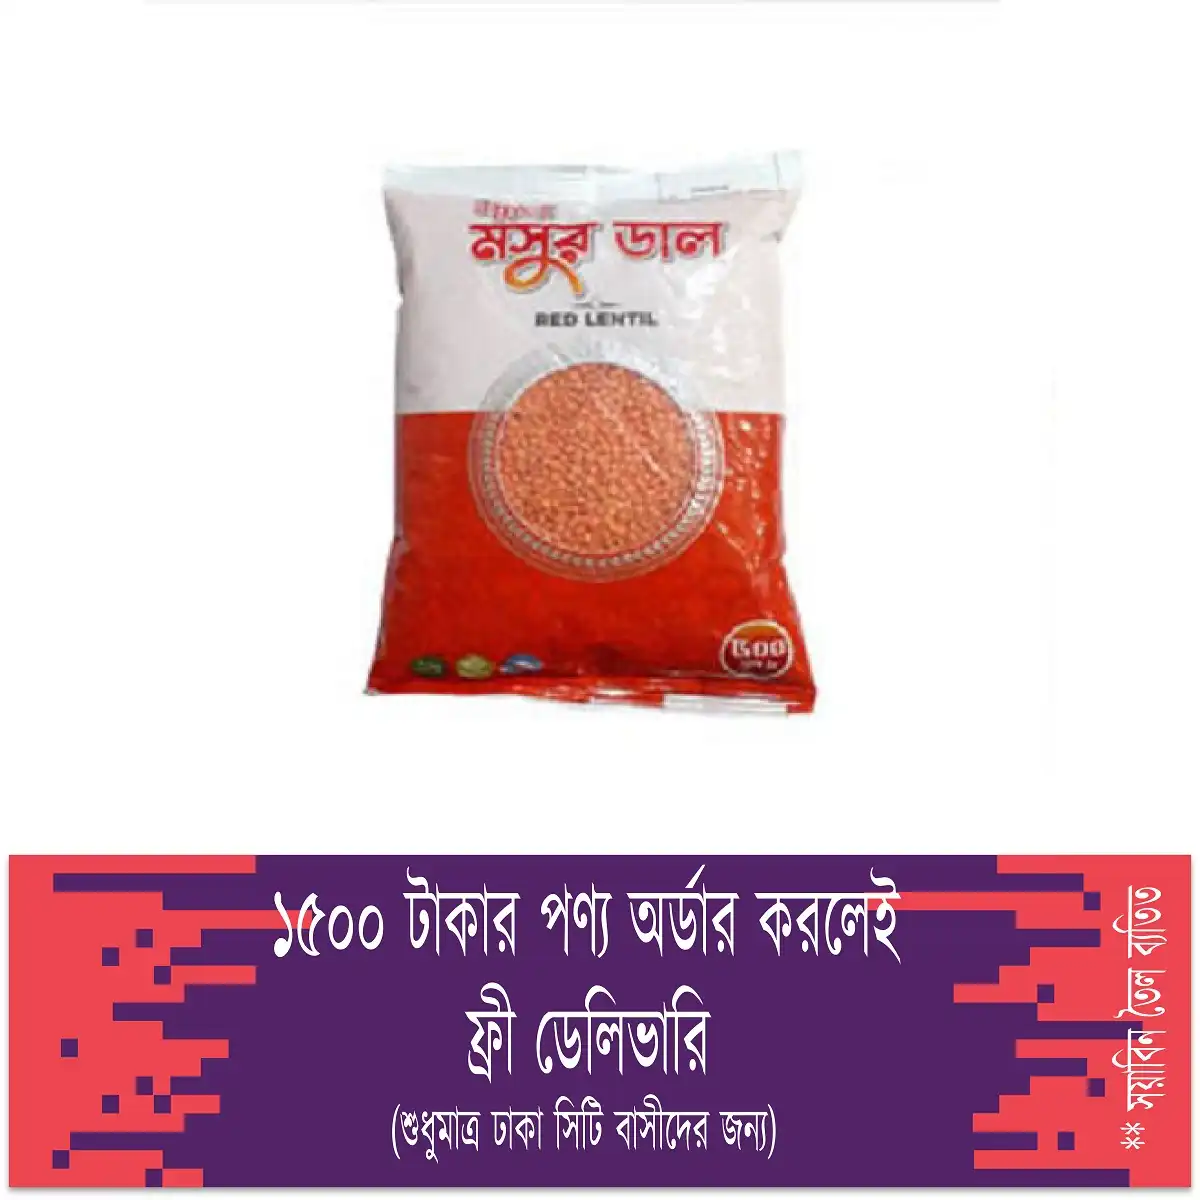 মসুর ডাল
RED LENTIL
৫০০
১৫০০ টাকার পণ্য অর্ডার করলেই
ফ্রী ডেলিভারি
(শুধুমাত্র ঢাকা সিটি বাসীদের জন্য)
** সয়াবিন তৈল ব্যতিত